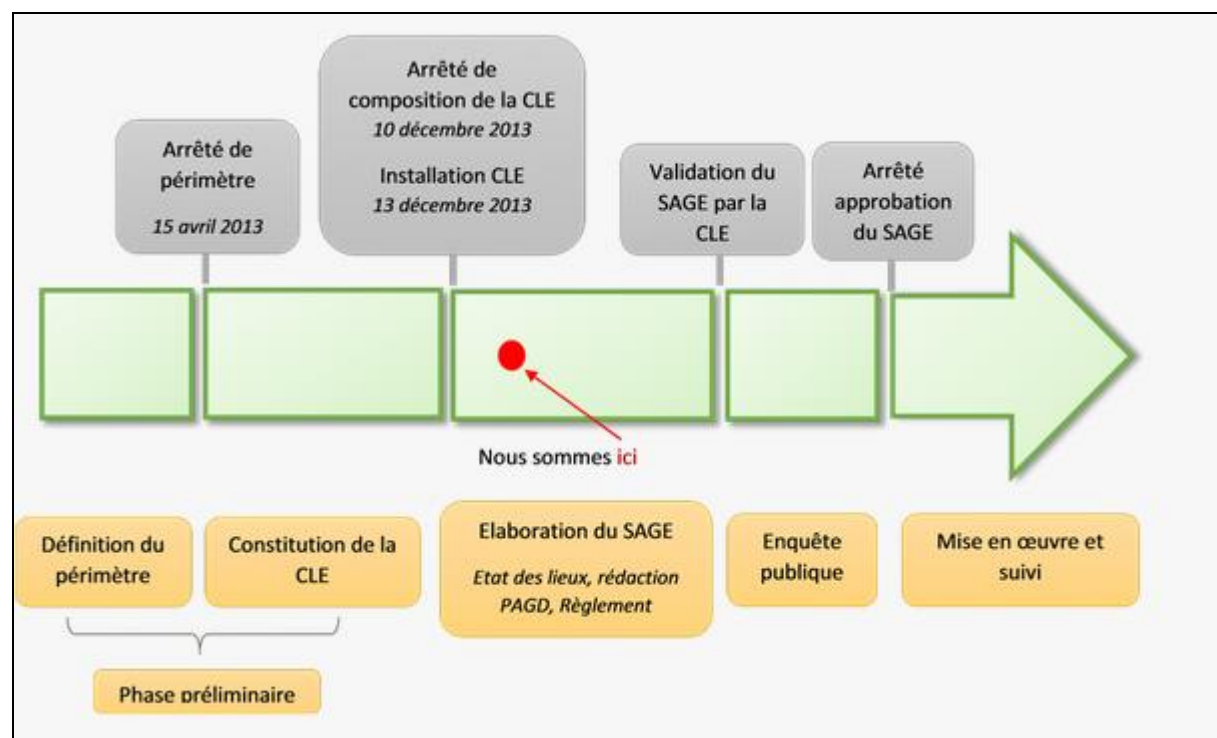 Arrêté de
périmètre
15 avril 2013
Arrêté de
composition de la CLE
10 décembre 2013
Installation CLE
13 décembre 2013
Validation du
SAGE par la
CLE
Arrêté
approbation
du SAGE
Nous sommes ici
Définition du
périmètre
Constitution de la
CLE
Elaboration du SAGE
Etat des lieux, rédaction
PAGD, Règlement
Enquête
publique
Mise en œuvre et
suivi
Phase préliminaire